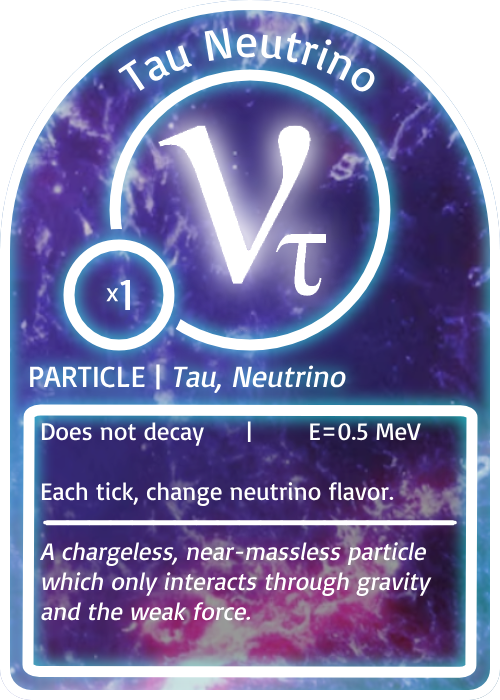 Tau Neutrino
ντ
x1
PARTICLE | Tau, Neutrino
Does not decay | E=0.5 MeV
Each tick, change neutrino flavor.
A chargeless, near-massless particle
which only interacts through gravity
and the weak force.